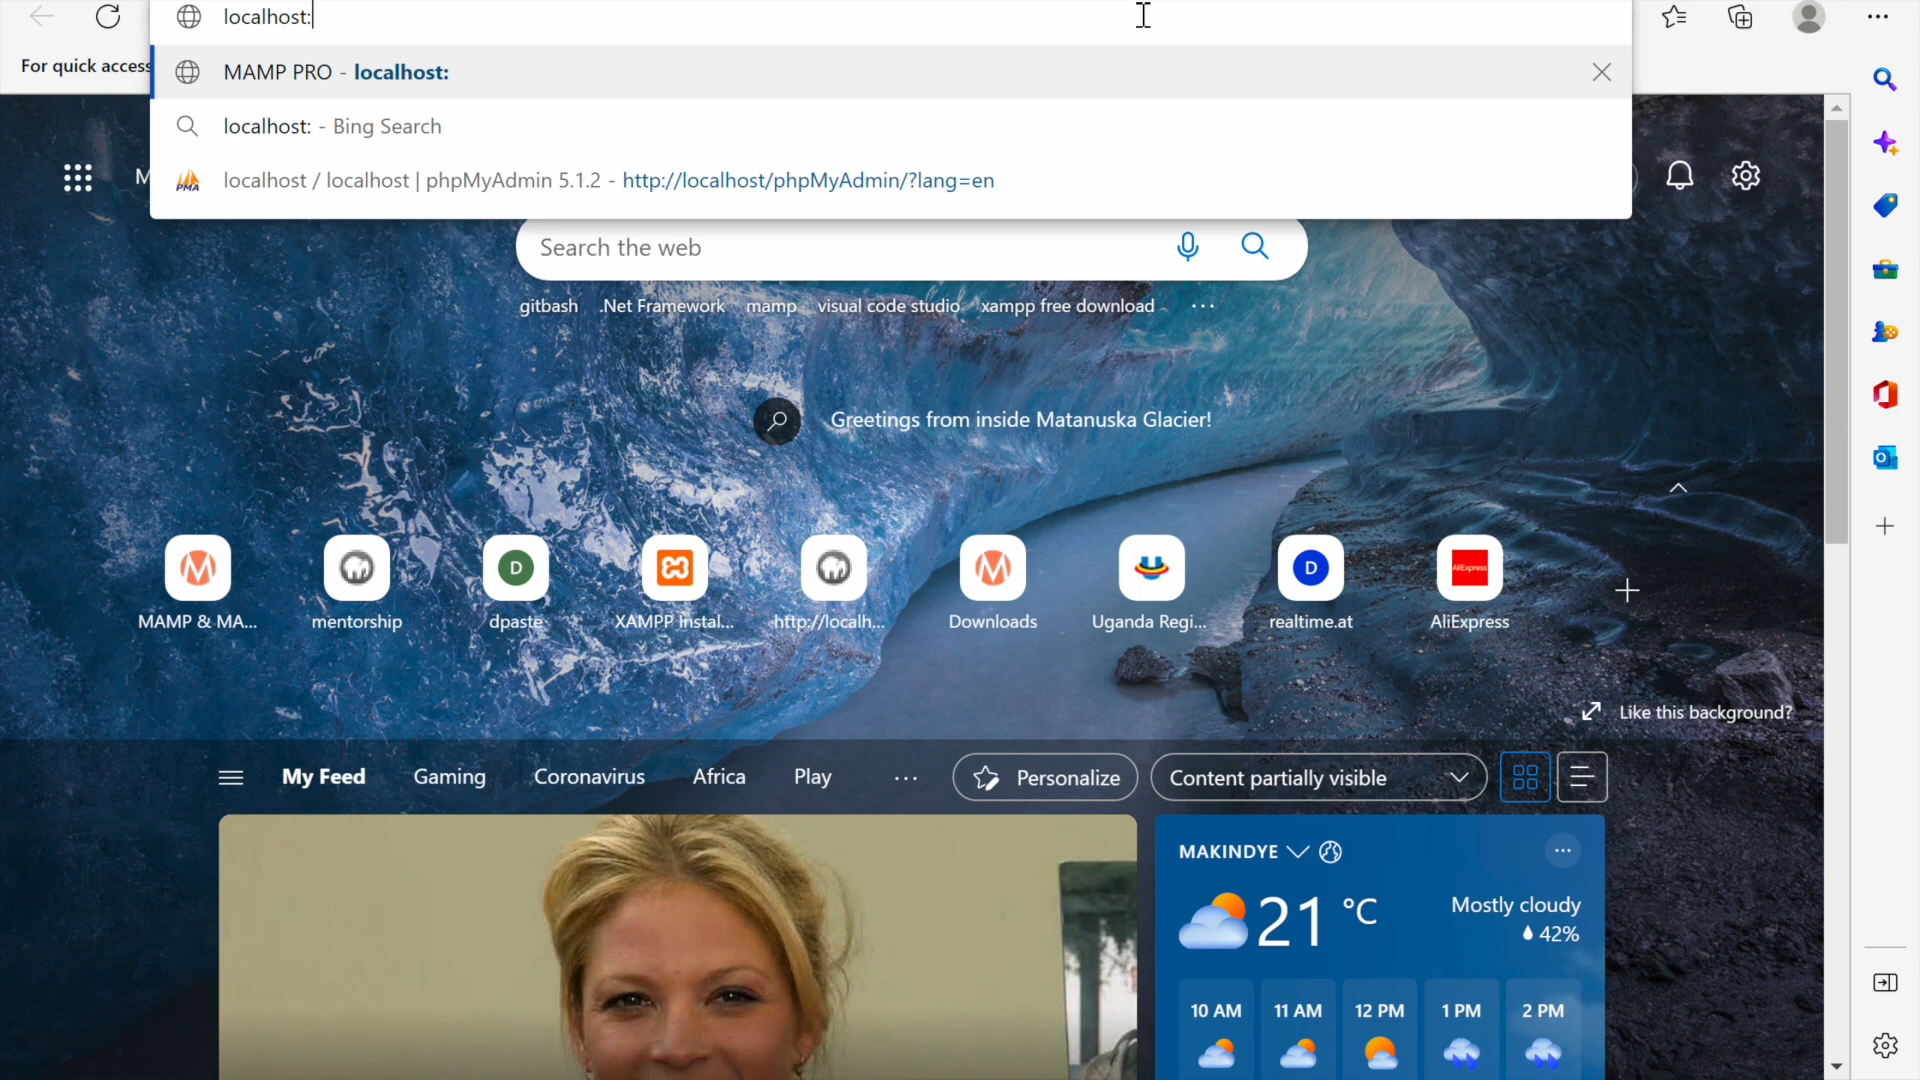 localhost:
For quick access
MAMP PRO - localhost:
localhost: - Bing Search
M
localhost / localhost | phpMyAdmin 5.1.2 - http://localhost/phpMyAdmin/?lang=en
PMA
Search the web
gitbash .Net Framework mamp visual code studio xampp free download
Greetings from inside Matanuska Glacier!
D D AliExpress
MAMP & MA... mentorship dpaste XAMPP Instal... http://localh... Downloads Uganda Regi... realtime.at AliExpress
Like this background?
My Feed Gaming Coronavirus Africa Play ... Personalize Content partially visible
MAKINDYE
21 °C
Mostly cloudy
42%
10 AM 11 AM 12 PM 1 PM 2 PM